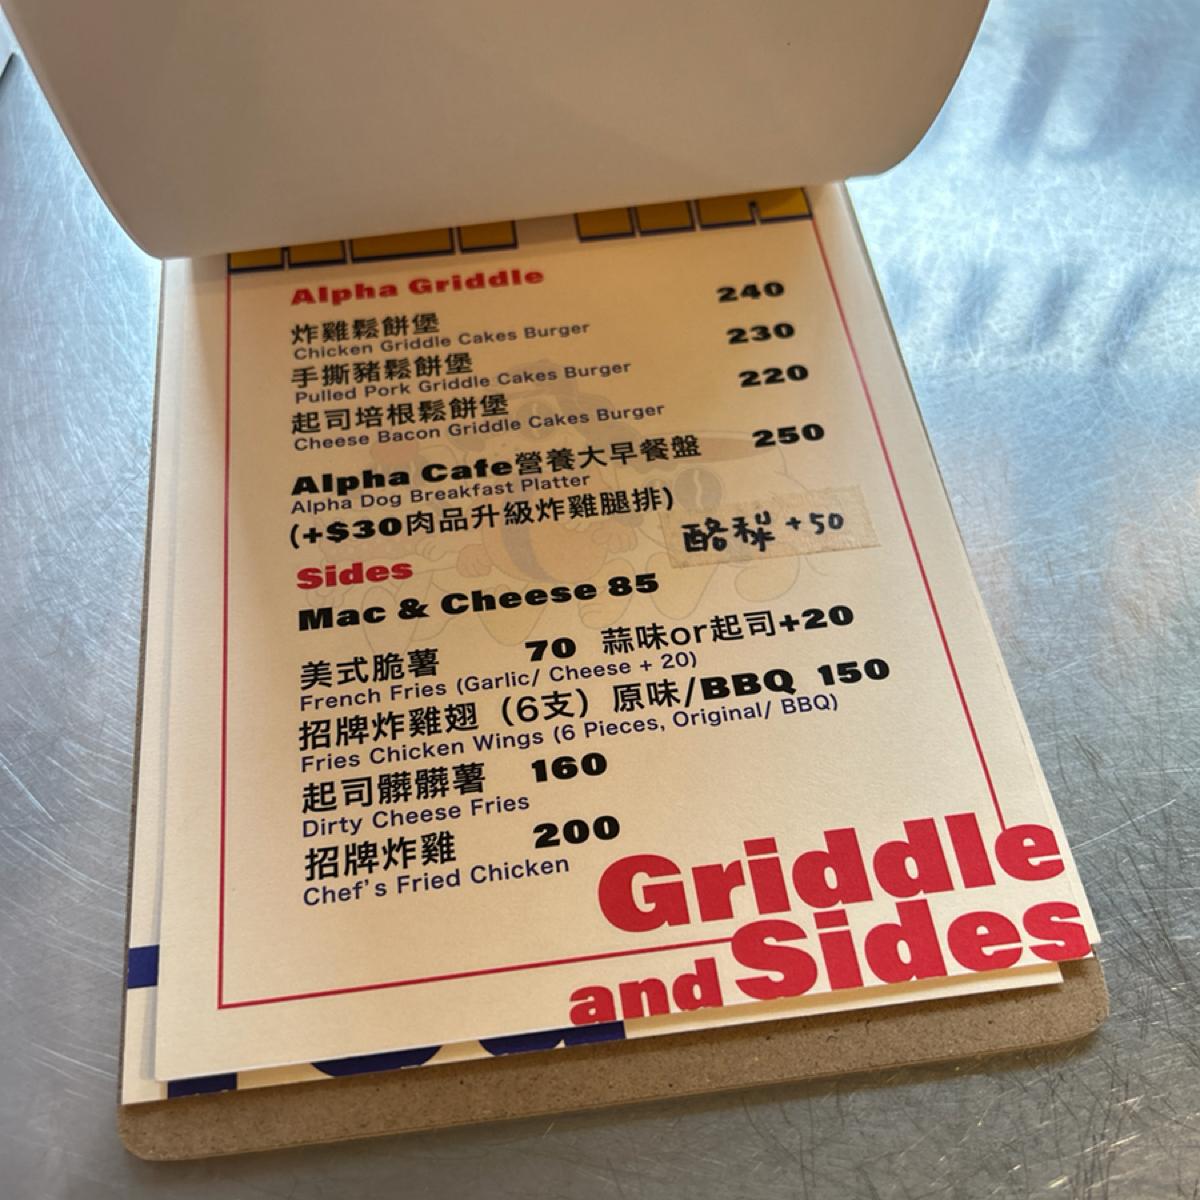 Alpha Griddle
炸雞鬆餅堡 240
Chicken Griddle Cakes Burger
手撕豬鬆餅堡 230
Pulled Pork Griddle Cakes Burger
起司培根鬆餅堡 220
Cheese Bacon Griddle Cakes Burger
Alpha Cafe營養大早餐盤 250
Alpha Dog Breakfast Platter
(+$30肉品升級炸雞腿排)
酪梨 +50
Sides
Mac & Cheese 85
美式脆薯 70 蒜味or起司+20
French Fries (Garlic/ Cheese + 20)
招牌炸雞翅（6支）原味/BBQ 150
Fries Chicken Wings (6 Pieces, Original/ BBQ)
起司髒髒薯 160
Dirty Cheese Fries
招牌炸雞 200
Chef's Fried Chicken
Griddle
and Sides